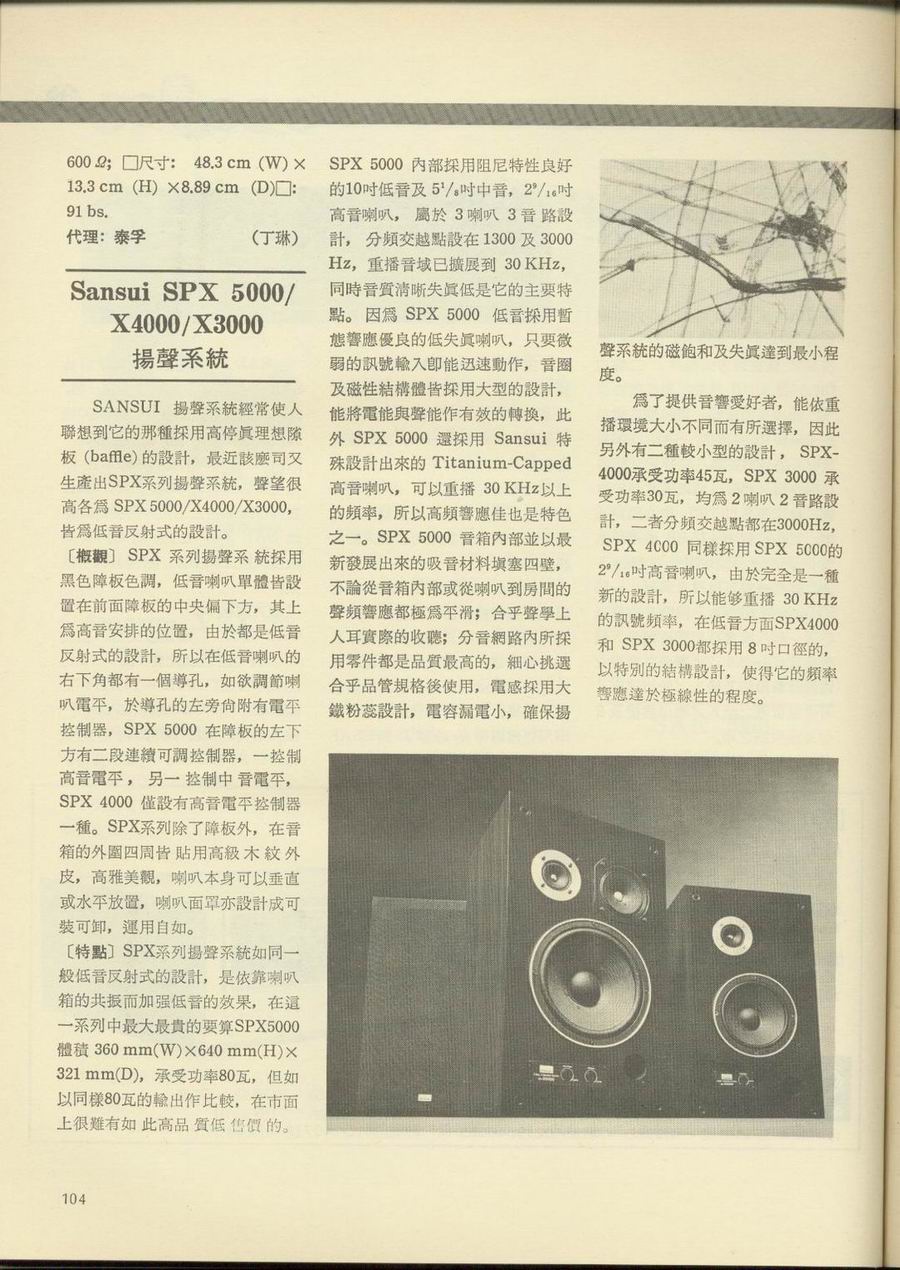 600 Ω; □尺寸: 48.3 cm (W) ×
13.3 cm (H) ×8.89 cm (D)□:
91 bs.
代理: 泰孚 (丁琳)
Sansui SPX 5000/
X4000/X3000
揚聲系統
SANSUI 揚聲系統經常使人
聯想到它的那種採用高停眞理想隊
板 (baffle) 的設計，最近該廠司又
生產出SPX系列揚聲系統，聲望很
高各爲 SPX 5000/X4000/X3000，
皆爲低音反射式的設計。
〔概觀〕 SPX 系列揚聲系 統採用
黑色障板色調，低音喇叭單體皆設
置在前面障板的中央偏下方，其上
爲高音安排的位置，由於都是低音
反射式的設計，所以在低音喇叭的
右下角都有一個導孔，如欲調節喇
叭電平，於導孔的左旁尙附有電平
控制器，SPX 5000 在障板的左下
方有二段連續可調控制器，一控制
高音電平，另一 控制中 音電平，
SPX 4000 僅設有高音電平控制器
一種。SPX系列除了障板外，在音
箱的外圍四周皆 貼用高級 木 紋 外
皮，高雅美觀，喇叭本身可以垂直
或水平放置，喇叭面罩亦設計成可
裝可卸，運用自如。
〔特點〕SPX系列揚聲系統如同一
般低音反射式的設計，是依靠喇叭
箱的共振而加强低音的效果，在這
一系列中最大最貴的要算SPX5000
體積 360 mm(W)×640 mm(H)×
321 mm(D)，承受功率80瓦，但如
以同樣80瓦的輸出作比較，在市面
上很難有如 此高品 質低 售價 的。
SPX 5000 內部採用阻尼特性良好
的10吋低音及 5¹/₈吋中音，2⁹/₁₆吋
高音喇叭，屬於 3 喇叭 3 音 路設
計，分頻交越點設在 1300 及 3000
Hz，重播音域已擴展到 30 KHz，
同時音質清晰失眞低是它的主要特
點。因爲 SPX 5000 低音採用暫
態響應優良的低失眞喇叭，只要微
弱的訊號輸入卽能迅速動作，音圈
及磁性結構體皆採用大型的設計，
能將電能與聲能作有效的轉換，此
外 SPX 5000 還採用 Sansui 特
殊設計出來的 Titanium-Capped
高音喇叭，可以重播 30 KHz以上
的頻率，所以高頻響應佳也是特色
之一。SPX 5000 音箱內部並以最
新發展出來的吸音材料塡塞四壁，
不論從音箱內部或從喇叭到房間的
聲頻響應都極爲平滑；合乎聲學上
人耳實際的收聽；分音網路內所採
用零件都是品質最高的，細心挑選
合乎品管規格後使用，電感採用大
鐵粉蕊設計，電容漏電小，確保揚
聲系統的磁飽和及失眞達到最小程
度。
爲了提供音響愛好者，能依重
播環境大小不同而有所選擇，因此
另外有二種較小型的設計，SPX-
4000承受功率45瓦，SPX 3000 承
受功率30瓦，均爲 2 喇叭 2 音路設
計，二者分頻交越點都在3000Hz，
SPX 4000 同樣採用 SPX 5000的
2⁹/₁₆吋高音喇叭，由於完全是一種
新的設計，所以能够重播 30 KHz
的訊號頻率，在低音方面SPX4000
和 SPX 3000都採用 8 吋口徑的，
以特別的結構設計，使得它的頻率
響應達於極線性的程度。
104